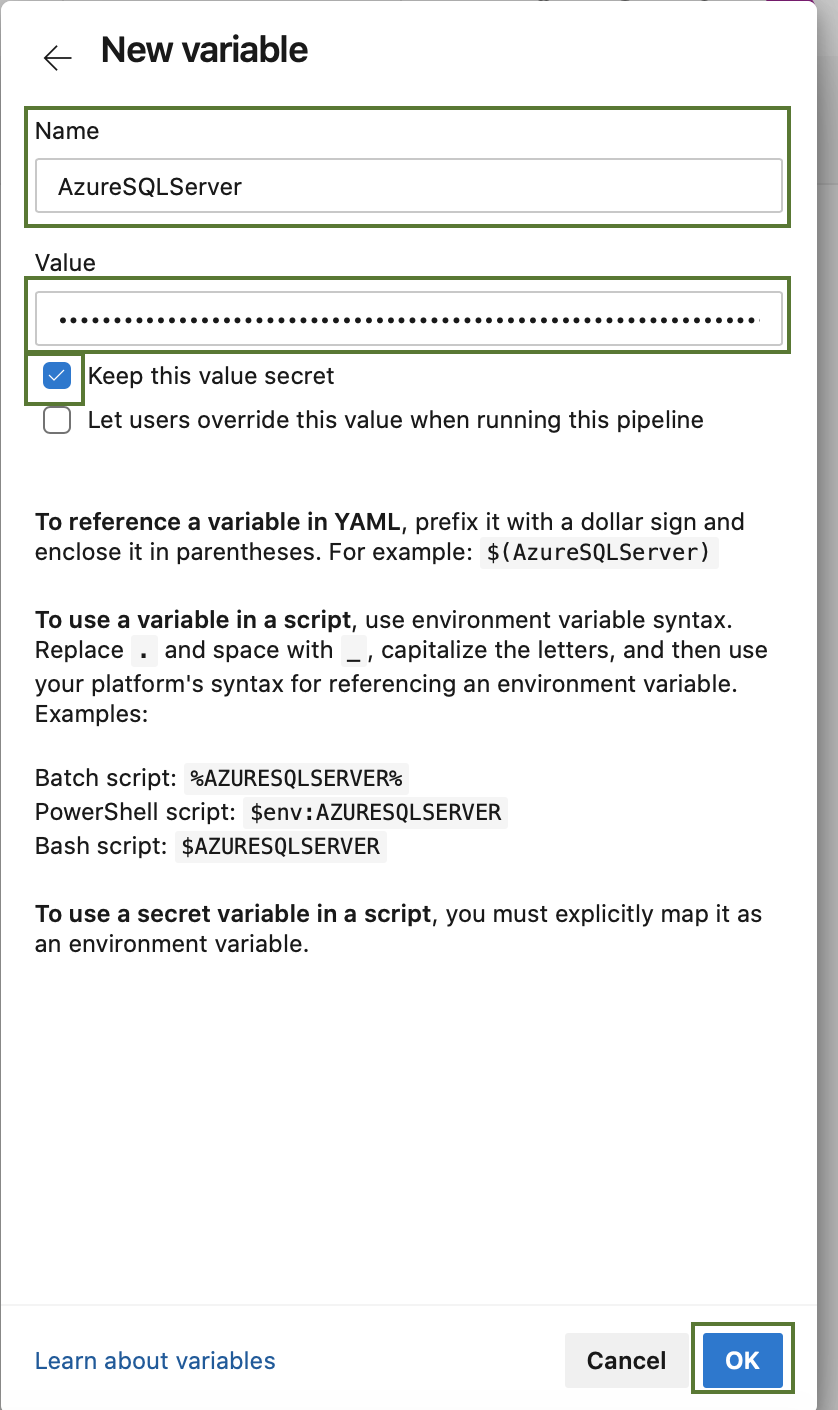 New variable
Name
AzureSQLServer
Value
Keep this value secret
Let users override this value when running this pipeline
To reference a variable in YAML, prefix it with a dollar sign and
enclose it in parentheses. For example: $(AzureSQLServer)
To use a variable in a script, use environment variable syntax.
Replace . and space with _, capitalize the letters, and then use
your platform's syntax for referencing an environment variable.
Examples:
Batch script: %AZURESQLSERVER%
PowerShell script: $env:AZURESQLSERVER
Bash script: $AZURESQLSERVER
To use a secret variable in a script, you must explicitly map it as
an environment variable.
Learn about variables
Cancel
OK